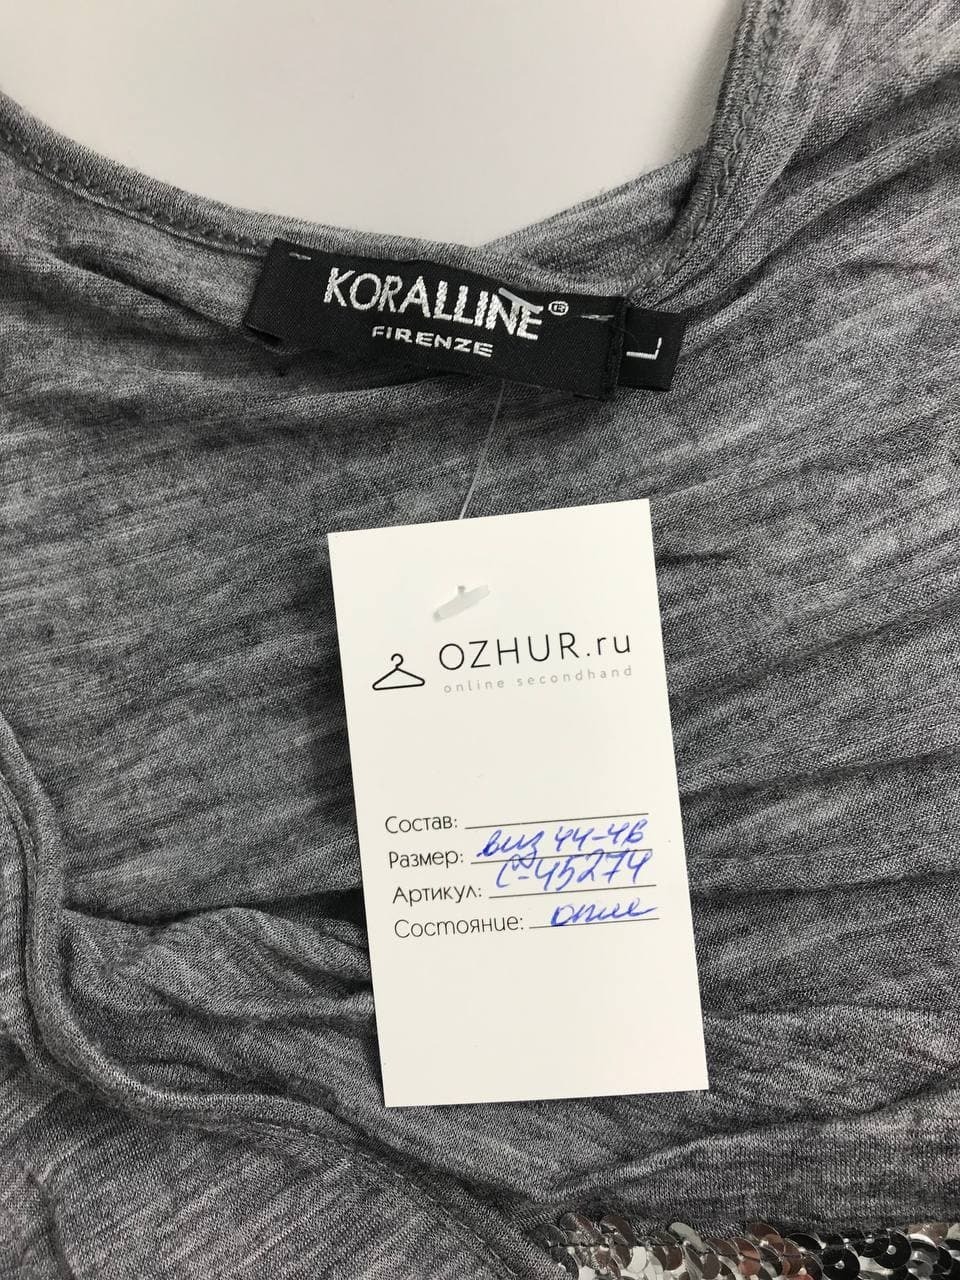 KORALLINE®
FIRENZE
L
OZHUR.ru
online secondhand
Состав:
Размер: виз 44-46
Артикул: С-45274
Состояние: отл